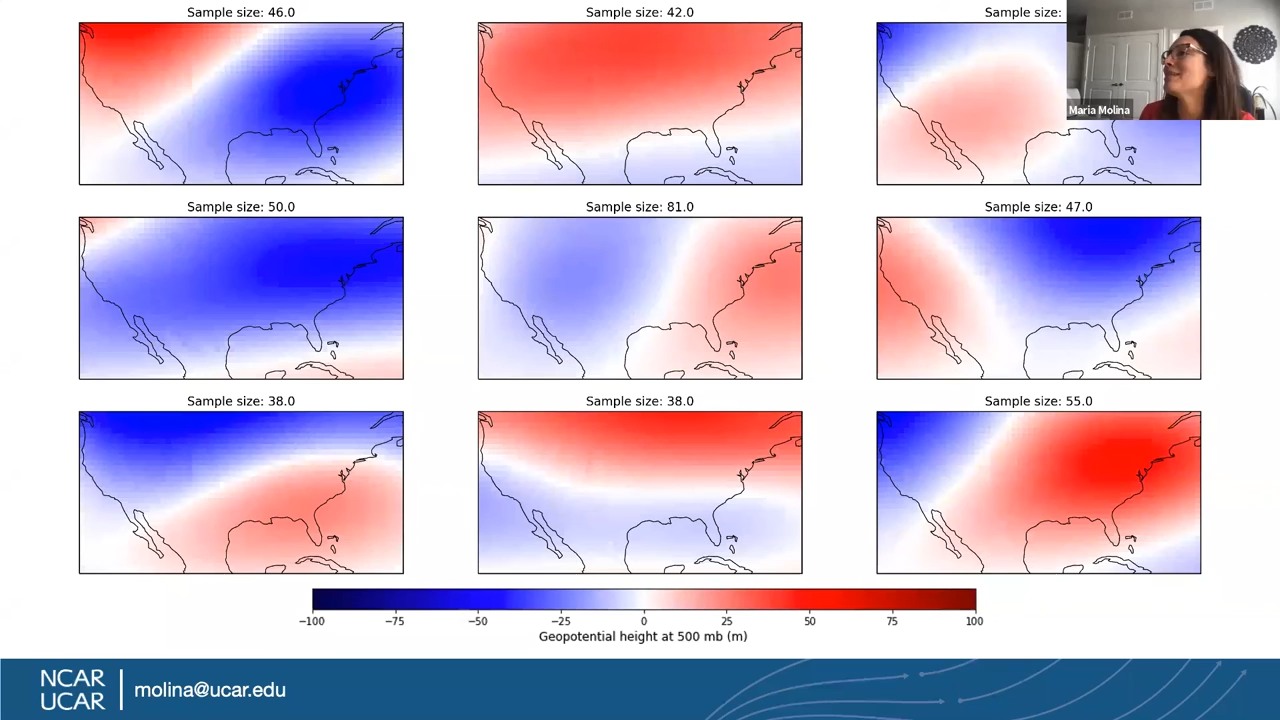 Sample size: 46.0
Sample size: 42.0
Sample size:
Maria Molina
Sample size: 50.0
Sample size: 81.0
Sample size: 47.0
Sample size: 38.0
Sample size: 38.0
Sample size: 55.0
−100 −75 −50 −25 0 25 50 75 100
Geopotential height at 500 mb (m)
NCAR
UCAR
molina@ucar.edu